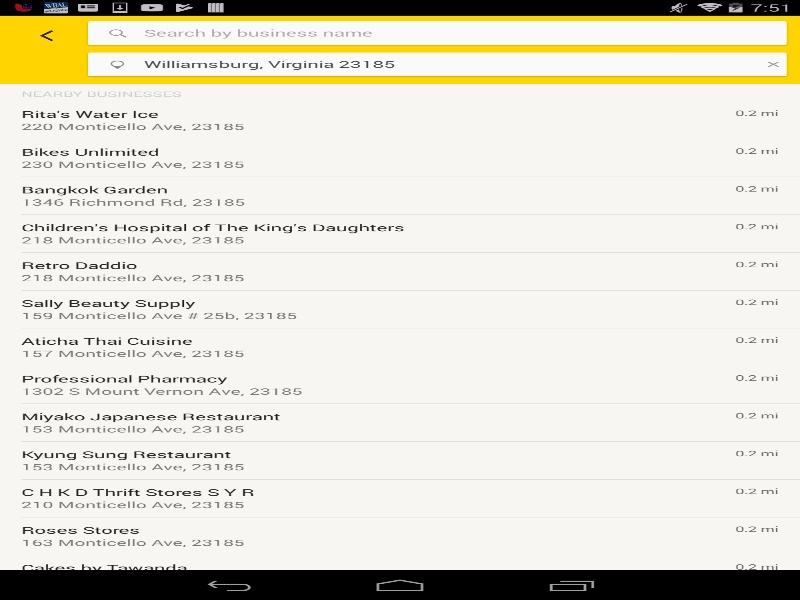 WBAL
7:51
Search by business name
Williamsburg, Virginia 23185
NEARBY BUSINESSES
Rita's Water Ice
0.2 mi
220 Monticello Ave, 23185
Bikes Unlimited
0.2 mi
230 Monticello Ave, 23185
Bangkok Garden
0.2 mi
1346 Richmond Rd, 23185
Children's Hospital of The King's Daughters
0.2 mi
218 Monticello Ave, 23185
Retro Daddio
0.2 mi
218 Monticello Ave, 23185
Sally Beauty Supply
0.2 mi
159 Monticello Ave # 25b, 23185
Aticha Thai Cuisine
0.2 mi
157 Monticello Ave, 23185
Professional Pharmacy
0.2 mi
1302 S Mount Vernon Ave, 23185
Miyako Japanese Restaurant
0.2 mi
153 Monticello Ave, 23185
Kyung Sung Restaurant
0.2 mi
153 Monticello Ave, 23185
C H K D Thrift Stores S Y R
0.2 mi
210 Monticello Ave, 23185
Roses Stores
0.2 mi
163 Monticello Ave, 23185
Cakes by Tawanda
0.2 mi